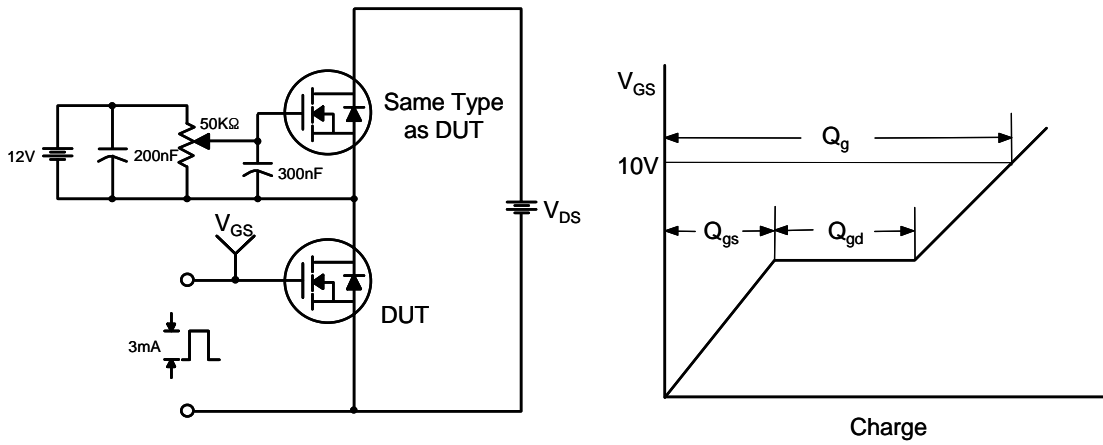 Same Type
as DUT
50KΩ
12V
200nF
300nF
V_GS
V_DS
DUT
3mA
V_GS
Q_g
10V
Q_gs
Q_gd
Charge